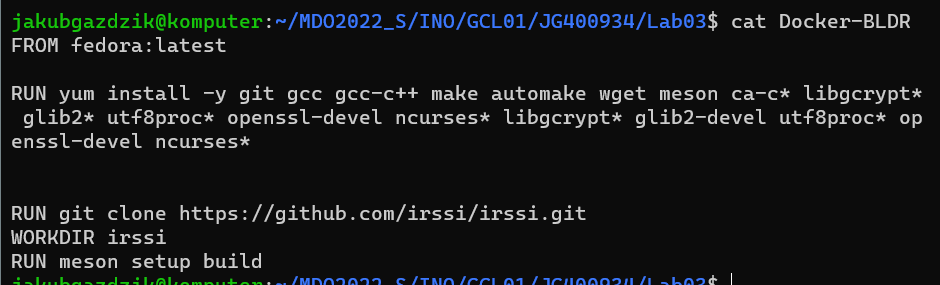 jakubgazdzik@komputer:~/MDO2022_S/INO/GCL01/JG400934/Lab03$ cat Docker-BLDR
FROM fedora:latest
RUN yum install -y git gcc gcc-c++ make automake wget meson ca-c* libgcrypt*
glib2* utf8proc* openssl-devel ncurses* libgcrypt* glib2-devel utf8proc* op
enssl-devel ncurses*
RUN git clone https://github.com/irssi/irssi.git
WORKDIR irssi
RUN meson setup build
jakubgazdzik@komputer:~/MDO2022_S/INO/GCL01/JG400934/Lab03$